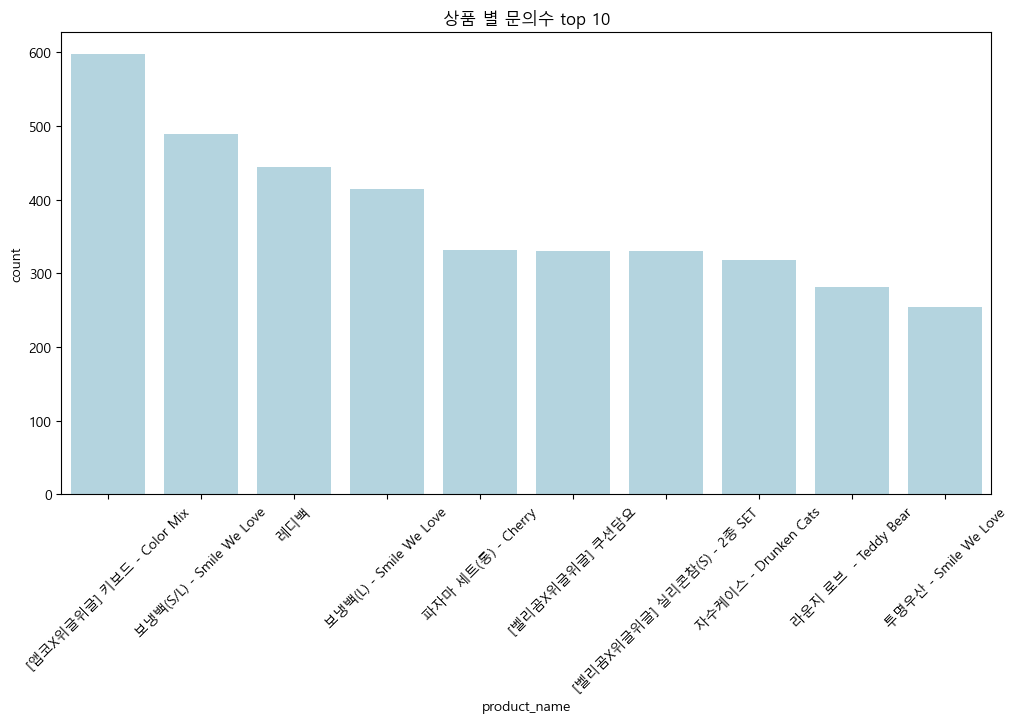 상품 별 문의수 top 10
count
600
500
400
300
200
100
0
[앱코X위글위글] 키보드 - Color Mix
보냉백(S/L) - Smile We Love
레디백
보냉백(L) - Smile We Love
파자마 세트(롱) - Cherry
[벨리곰X위글위글] 쿠션담요
[벨리곰X위글위글] 실리콘참(S) - 2종 SET
자수케이스 - Drunken Cats
라운지 로브  - Teddy Bear
투명우산 - Smile We Love
product_name